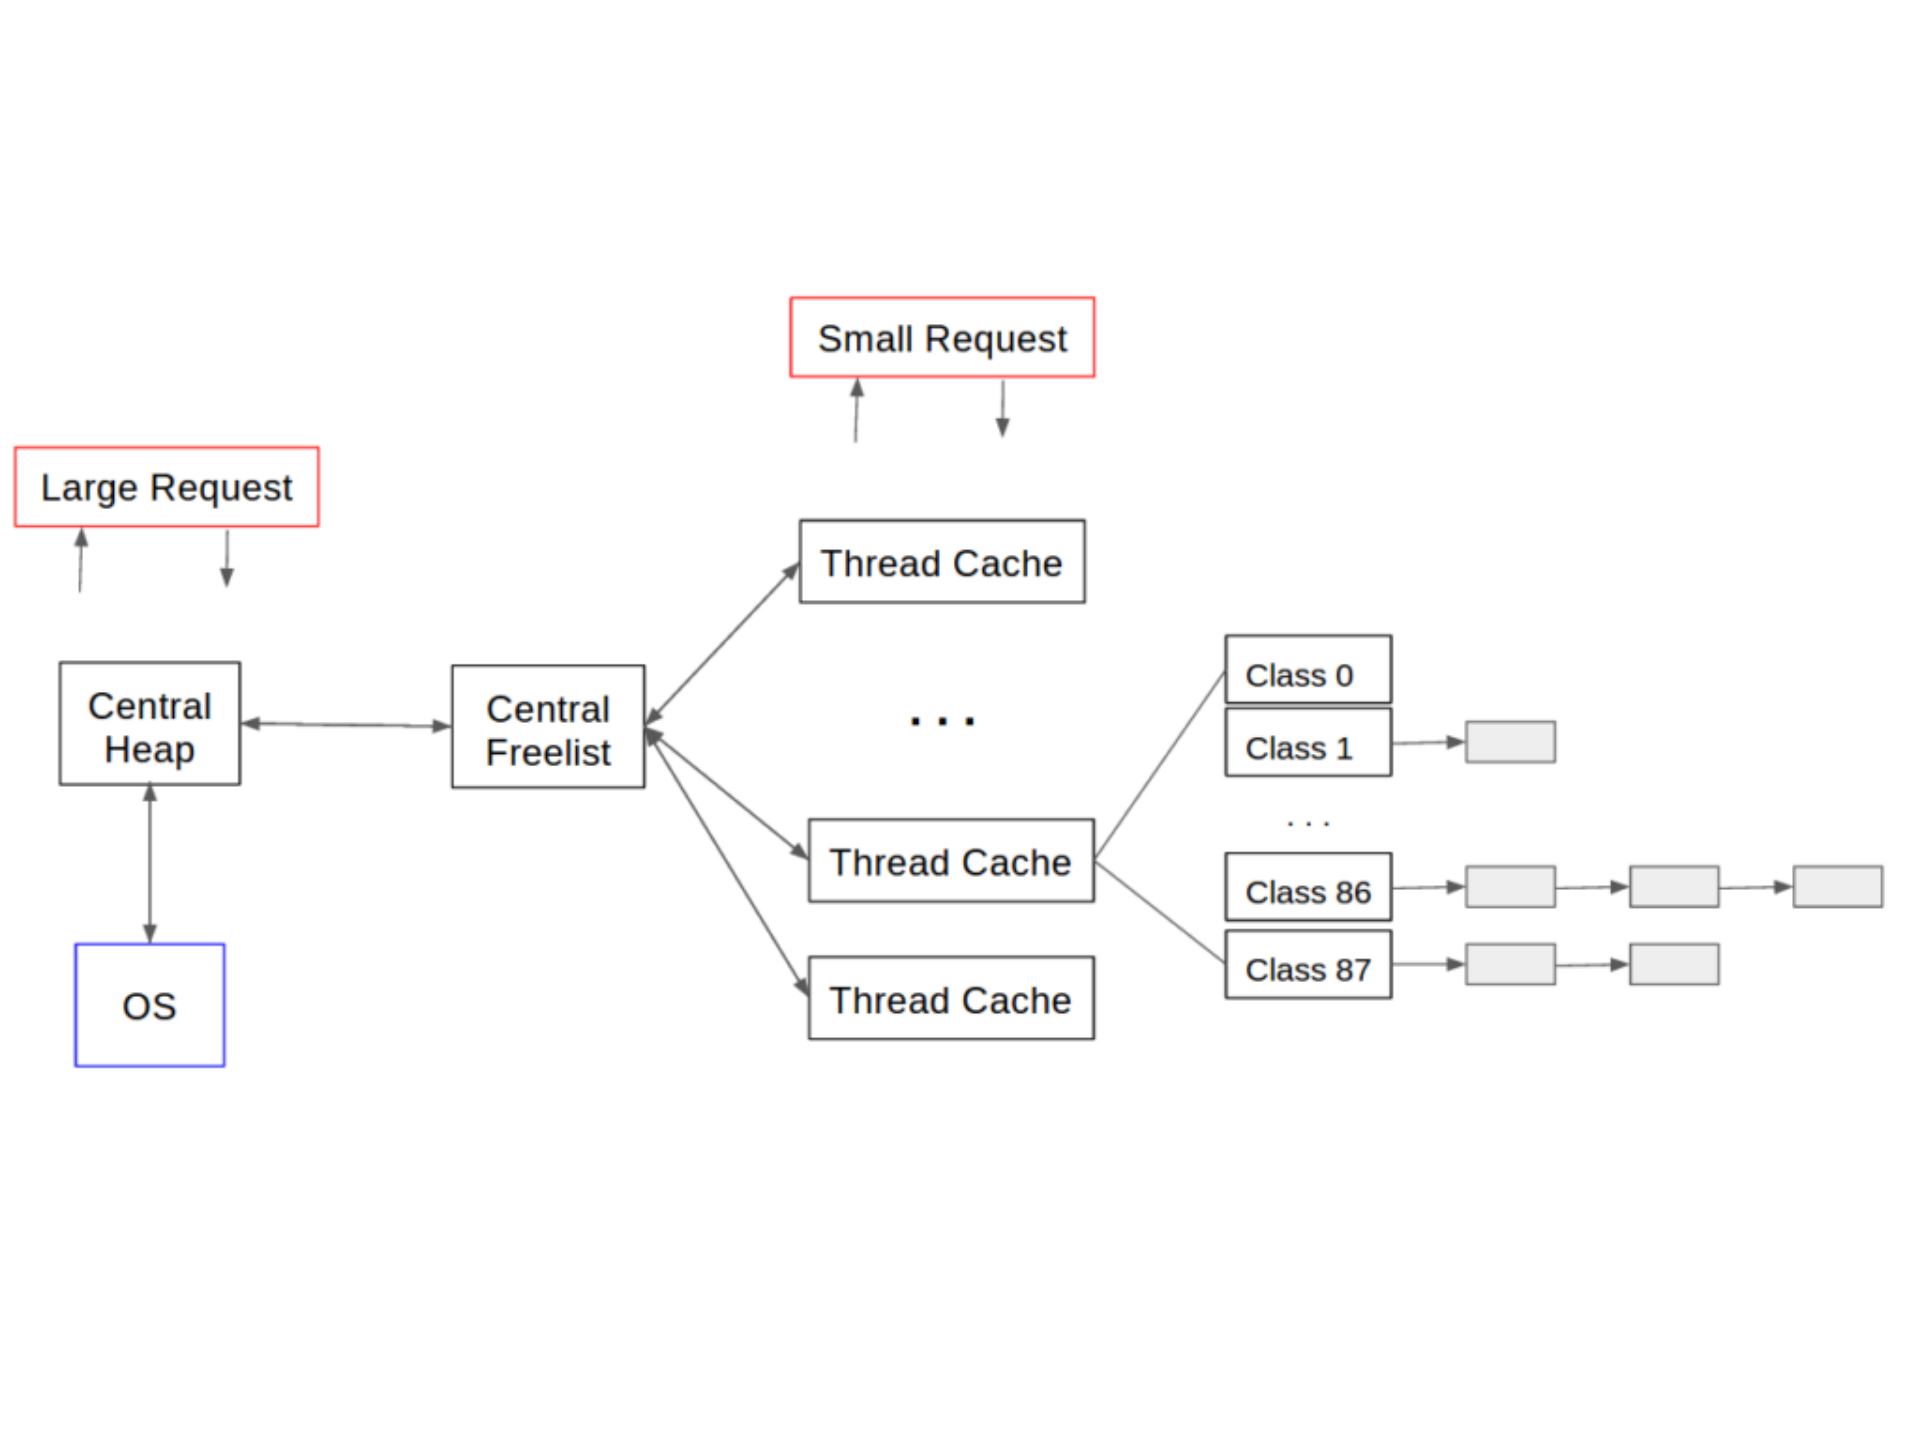 Small Request
Large Request
Thread Cache
Central
Heap
Central
Freelist
. . .
Class 0
Class 1
. . .
Thread Cache
Class 86
Class 87
Thread Cache
OS